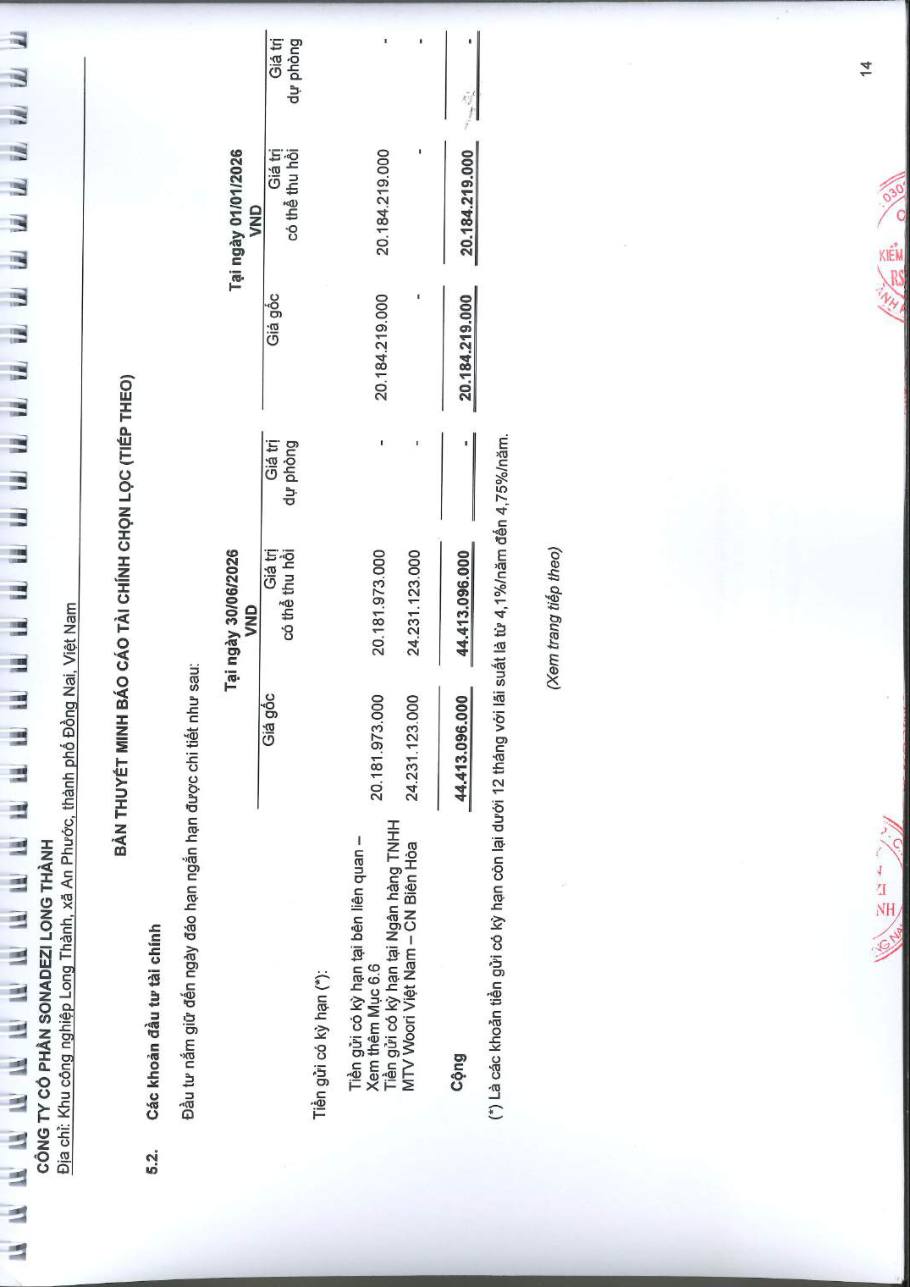 CÔNG TY CỔ PHẦN SONADEZI LONG THÀNH
Địa chỉ: Khu công nghiệp Long Thành, xã An Phước, thành phố Đồng Nai, Việt Nam
BẢN THUYẾT MINH BÁO CÁO TÀI CHÍNH CHỌN LỌC (TIẾP THEO)
5.2. Các khoản đầu tư tài chính
Đầu tư nắm giữ đến ngày đáo hạn ngắn hạn được chi tiết như sau:
Tại ngày 30/06/2026 Tại ngày 01/01/2026
VND VND
Giá gốc Giá trị Giá trị Giá gốc Giá trị Giá trị
có thể thu hồi dự phòng có thể thu hồi dự phòng
Tiền gửi có kỳ hạn (*):
Tiền gửi có kỳ hạn tại bên liên quan –
Xem thêm Mục 6.6 20.181.973.000 20.181.973.000 - 20.184.219.000 20.184.219.000 -
Tiền gửi có kỳ hạn tại Ngân hàng TNHH
MTV Woori Việt Nam – CN Biên Hòa 24.231.123.000 24.231.123.000 - - - -
Cộng 44.413.096.000 44.413.096.000 - 20.184.219.000 20.184.219.000 -
(*) Là các khoản tiền gửi có kỳ hạn còn lại dưới 12 tháng với lãi suất là từ 4,1%/năm đến 4,75%/năm.
(Xem trang tiếp theo)
14
KIỂM
RS